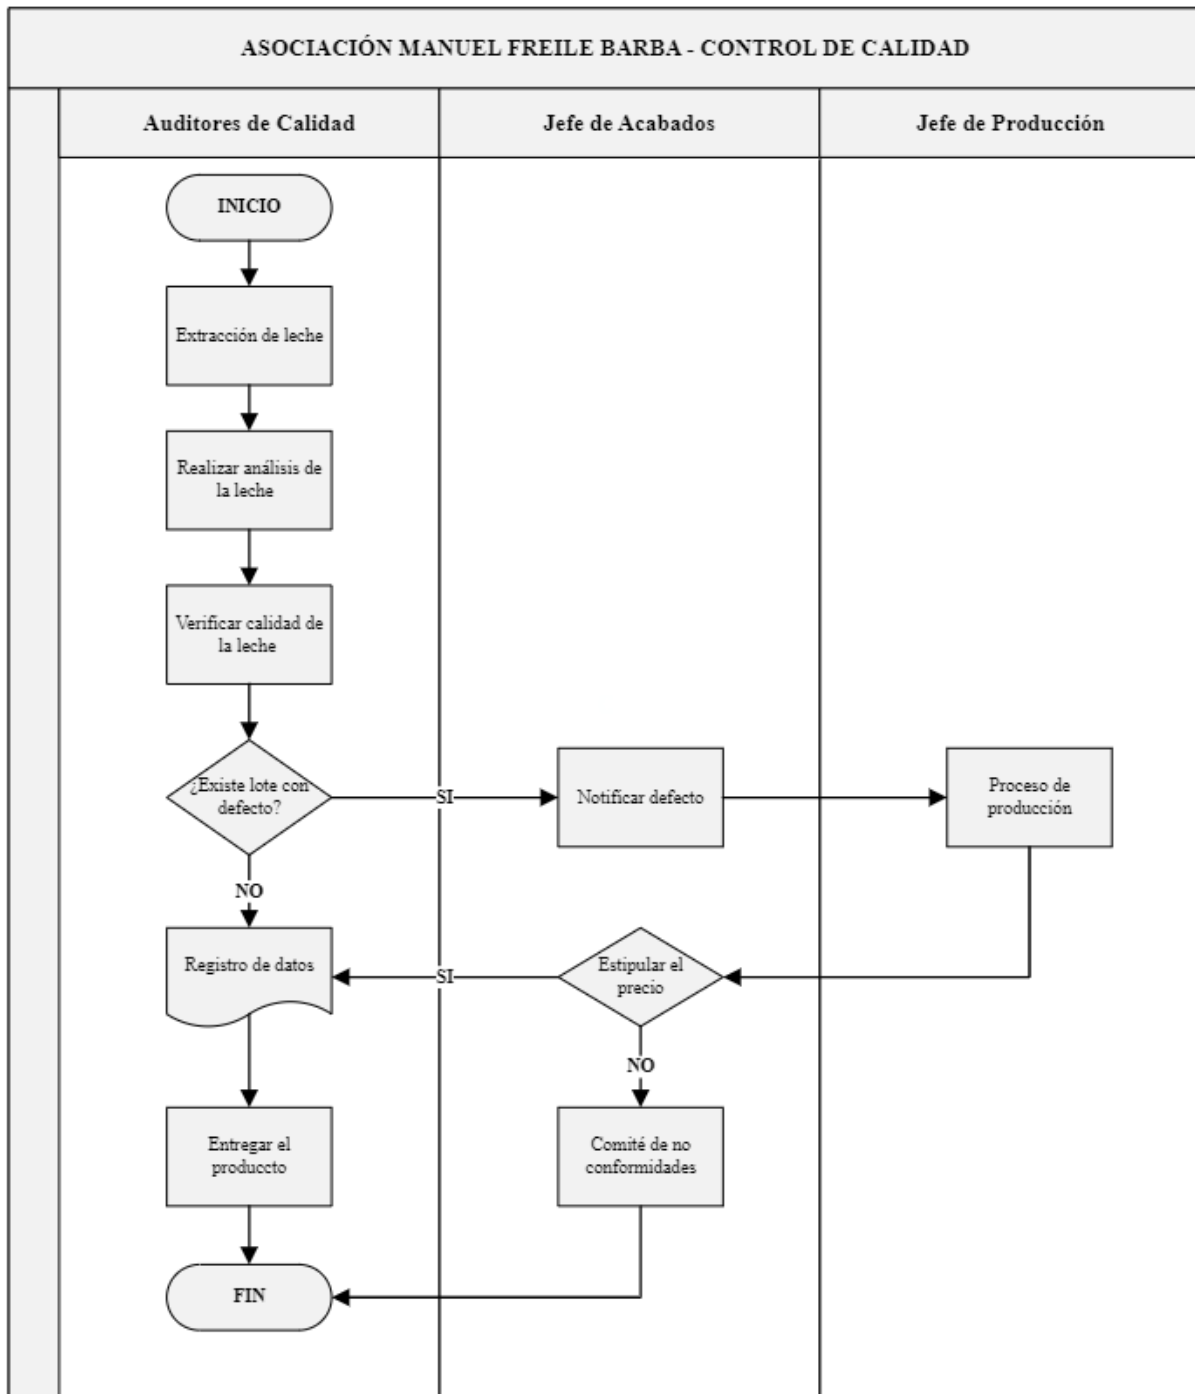 ASOCIACIÓN MANUEL FREILE BARBA - CONTROL DE CALIDAD
Auditores de Calidad
Jefe de Acabados
Jefe de Producción
INICIO
Extracción de leche
Realizar análisis de
la leche
Verificar calidad de
la leche
¿Existe lote con
defecto?
SI
Notificar defecto
Proceso de
producción
NO
Registro de datos
SI
Estipular el
precio
NO
Entregar el
produccto
Comité de no
conformidades
FIN